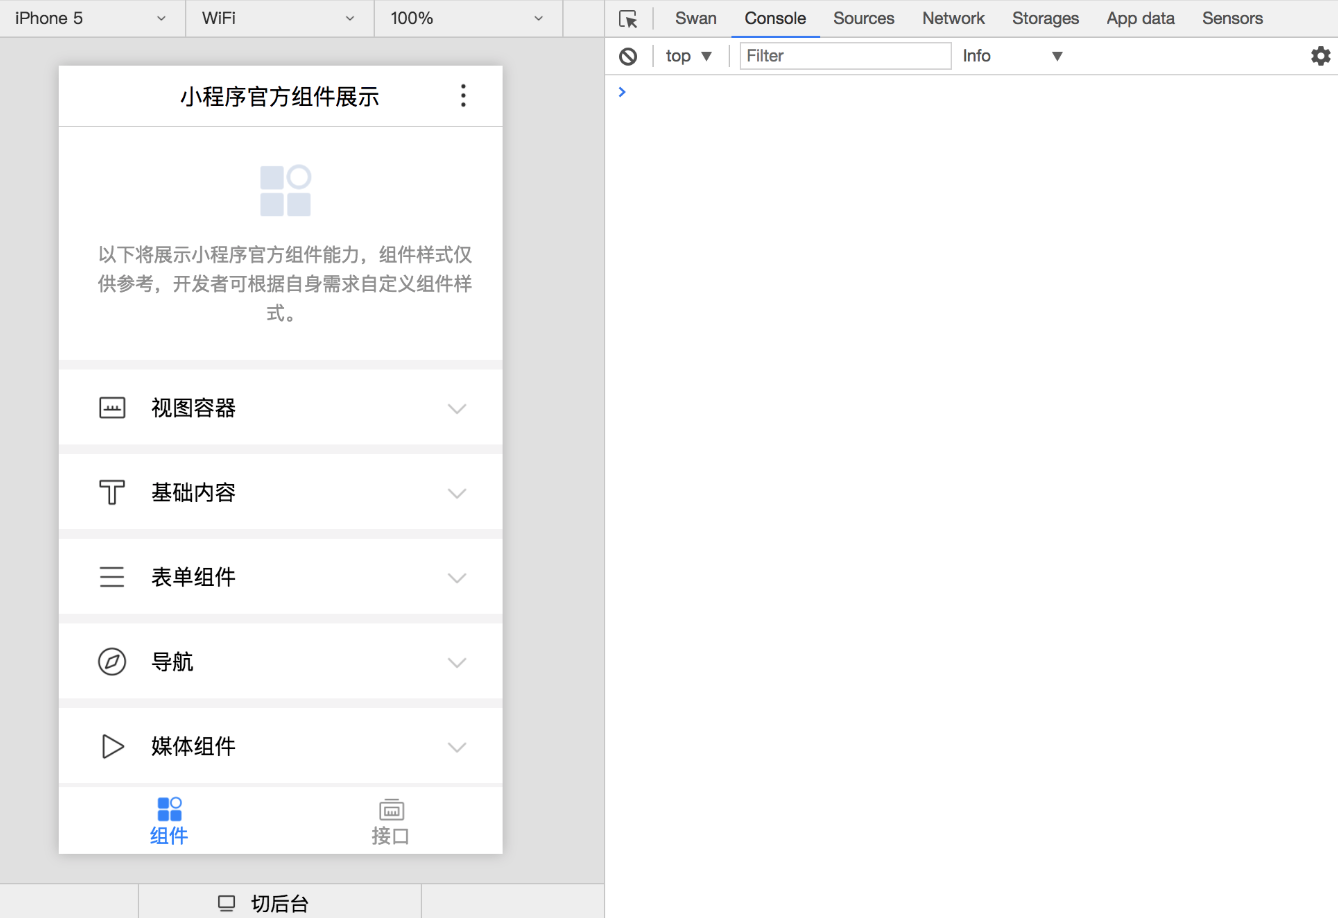 iPhone 5 WiFi 100%
Swan Console Sources Network Storages App data Sensors
top Filter Info
小程序官方组件展示
以下将展示小程序官方组件能力，组件样式仅
供参考，开发者可根据自身需求自定义组件样
式。
视图容器
基础内容
表单组件
导航
媒体组件
组件 接口
切后台